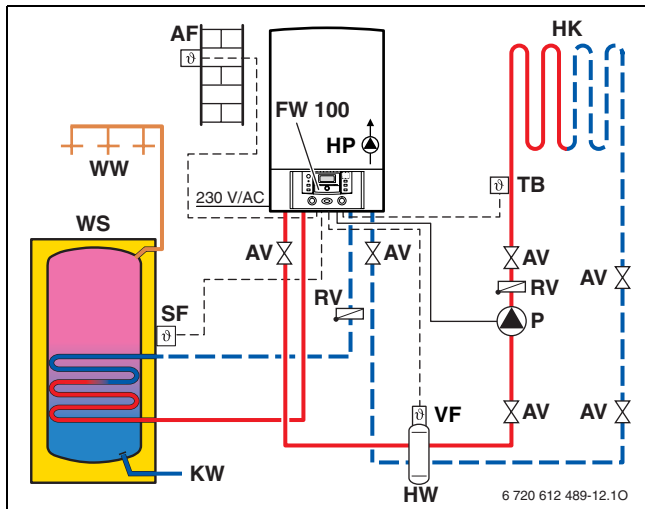 AF
HK
FW 100
HP
WW
230 V/AC
TB
WS
AV
AV
AV
AV
RV
RV
SF
P
VF
AV
AV
KW
HW
6 720 612 489-12.1O
ϑ
ϑ
ϑ
ϑ